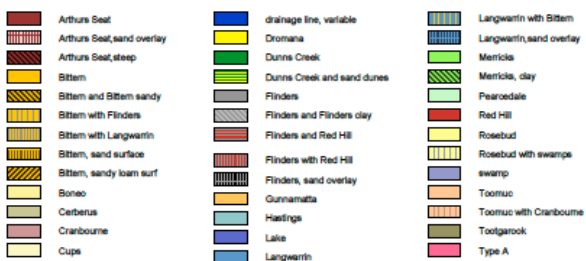 Arthurs Seat
Arthurs Seat,sand overlay
Arthurs Seat,steep
Bittern
Bittern and Bittern sandy
Bittern with Flinders
Bittern with Langwarrin
Bittern, sand surface
Bittern, sandy loam surf
Boneo
Cerberus
Cranbourne
Cups
drainage line, variable
Dromana
Dunns Creek
Dunns Creek and sand dunes
Flinders
Flinders and Flinders clay
Flinders and Red Hill
Flinders with Red Hill
Flinders, sand overlay
Gunnamatta
Hastings
Lake
Langwarrin
Langwarrin with Bittern
Langwarrin,sand overlay
Merricks
Merricks, clay
Pearcedale
Red Hill
Rosebud
Rosebud with swamps
swamp
Toomuc
Toomuc with Cranbourne
Tootgarook
Type A